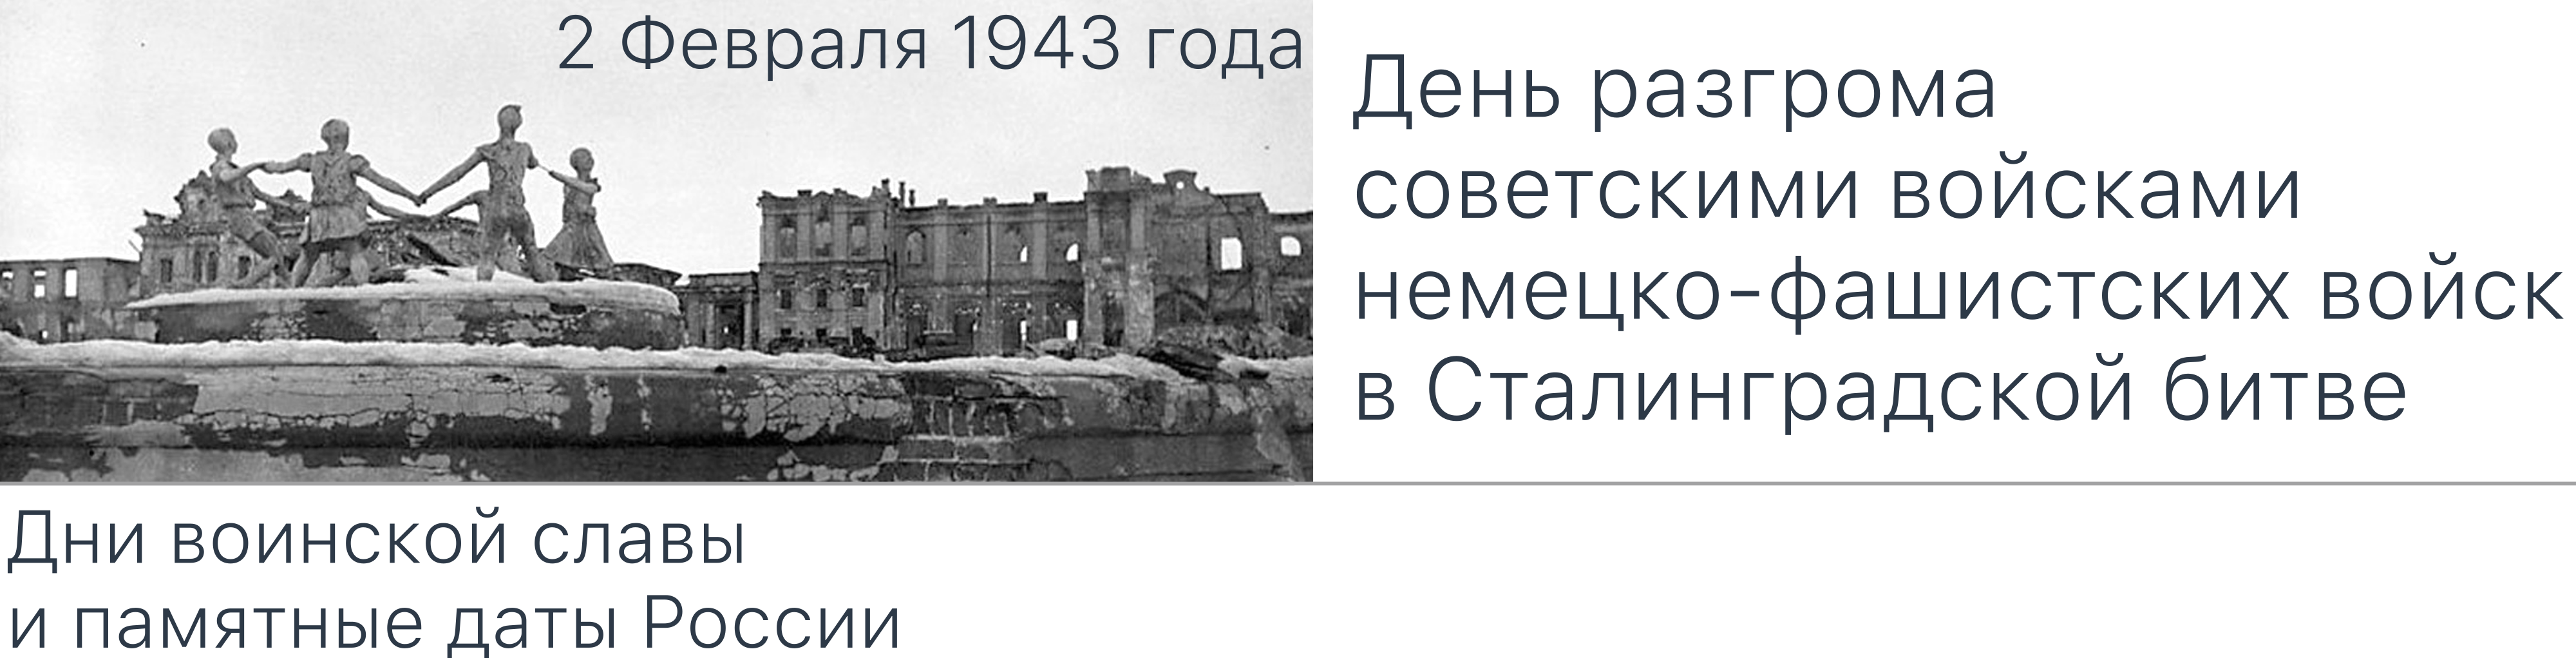 2 Февраля 1943 года
День разгрома
советскими войсками
немецко-фашистских войск
в Сталинградской битве
Дни воинской славы
и памятные даты России